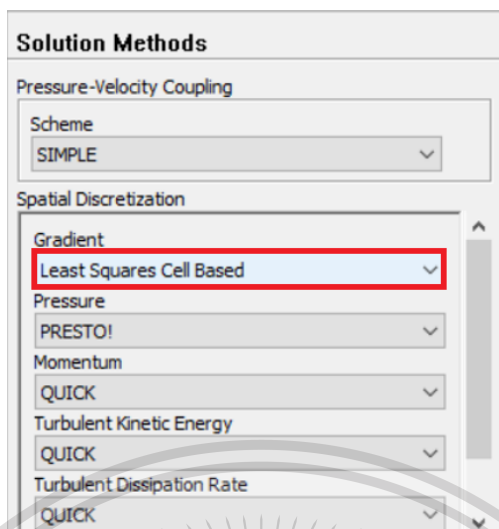 Solution Methods
Pressure-Velocity Coupling
Scheme
SIMPLE
Spatial Discretization
Gradient
Least Squares Cell Based
Pressure
PRESTO!
Momentum
QUICK
Turbulent Kinetic Energy
QUICK
Turbulent Dissipation Rate
QUICK